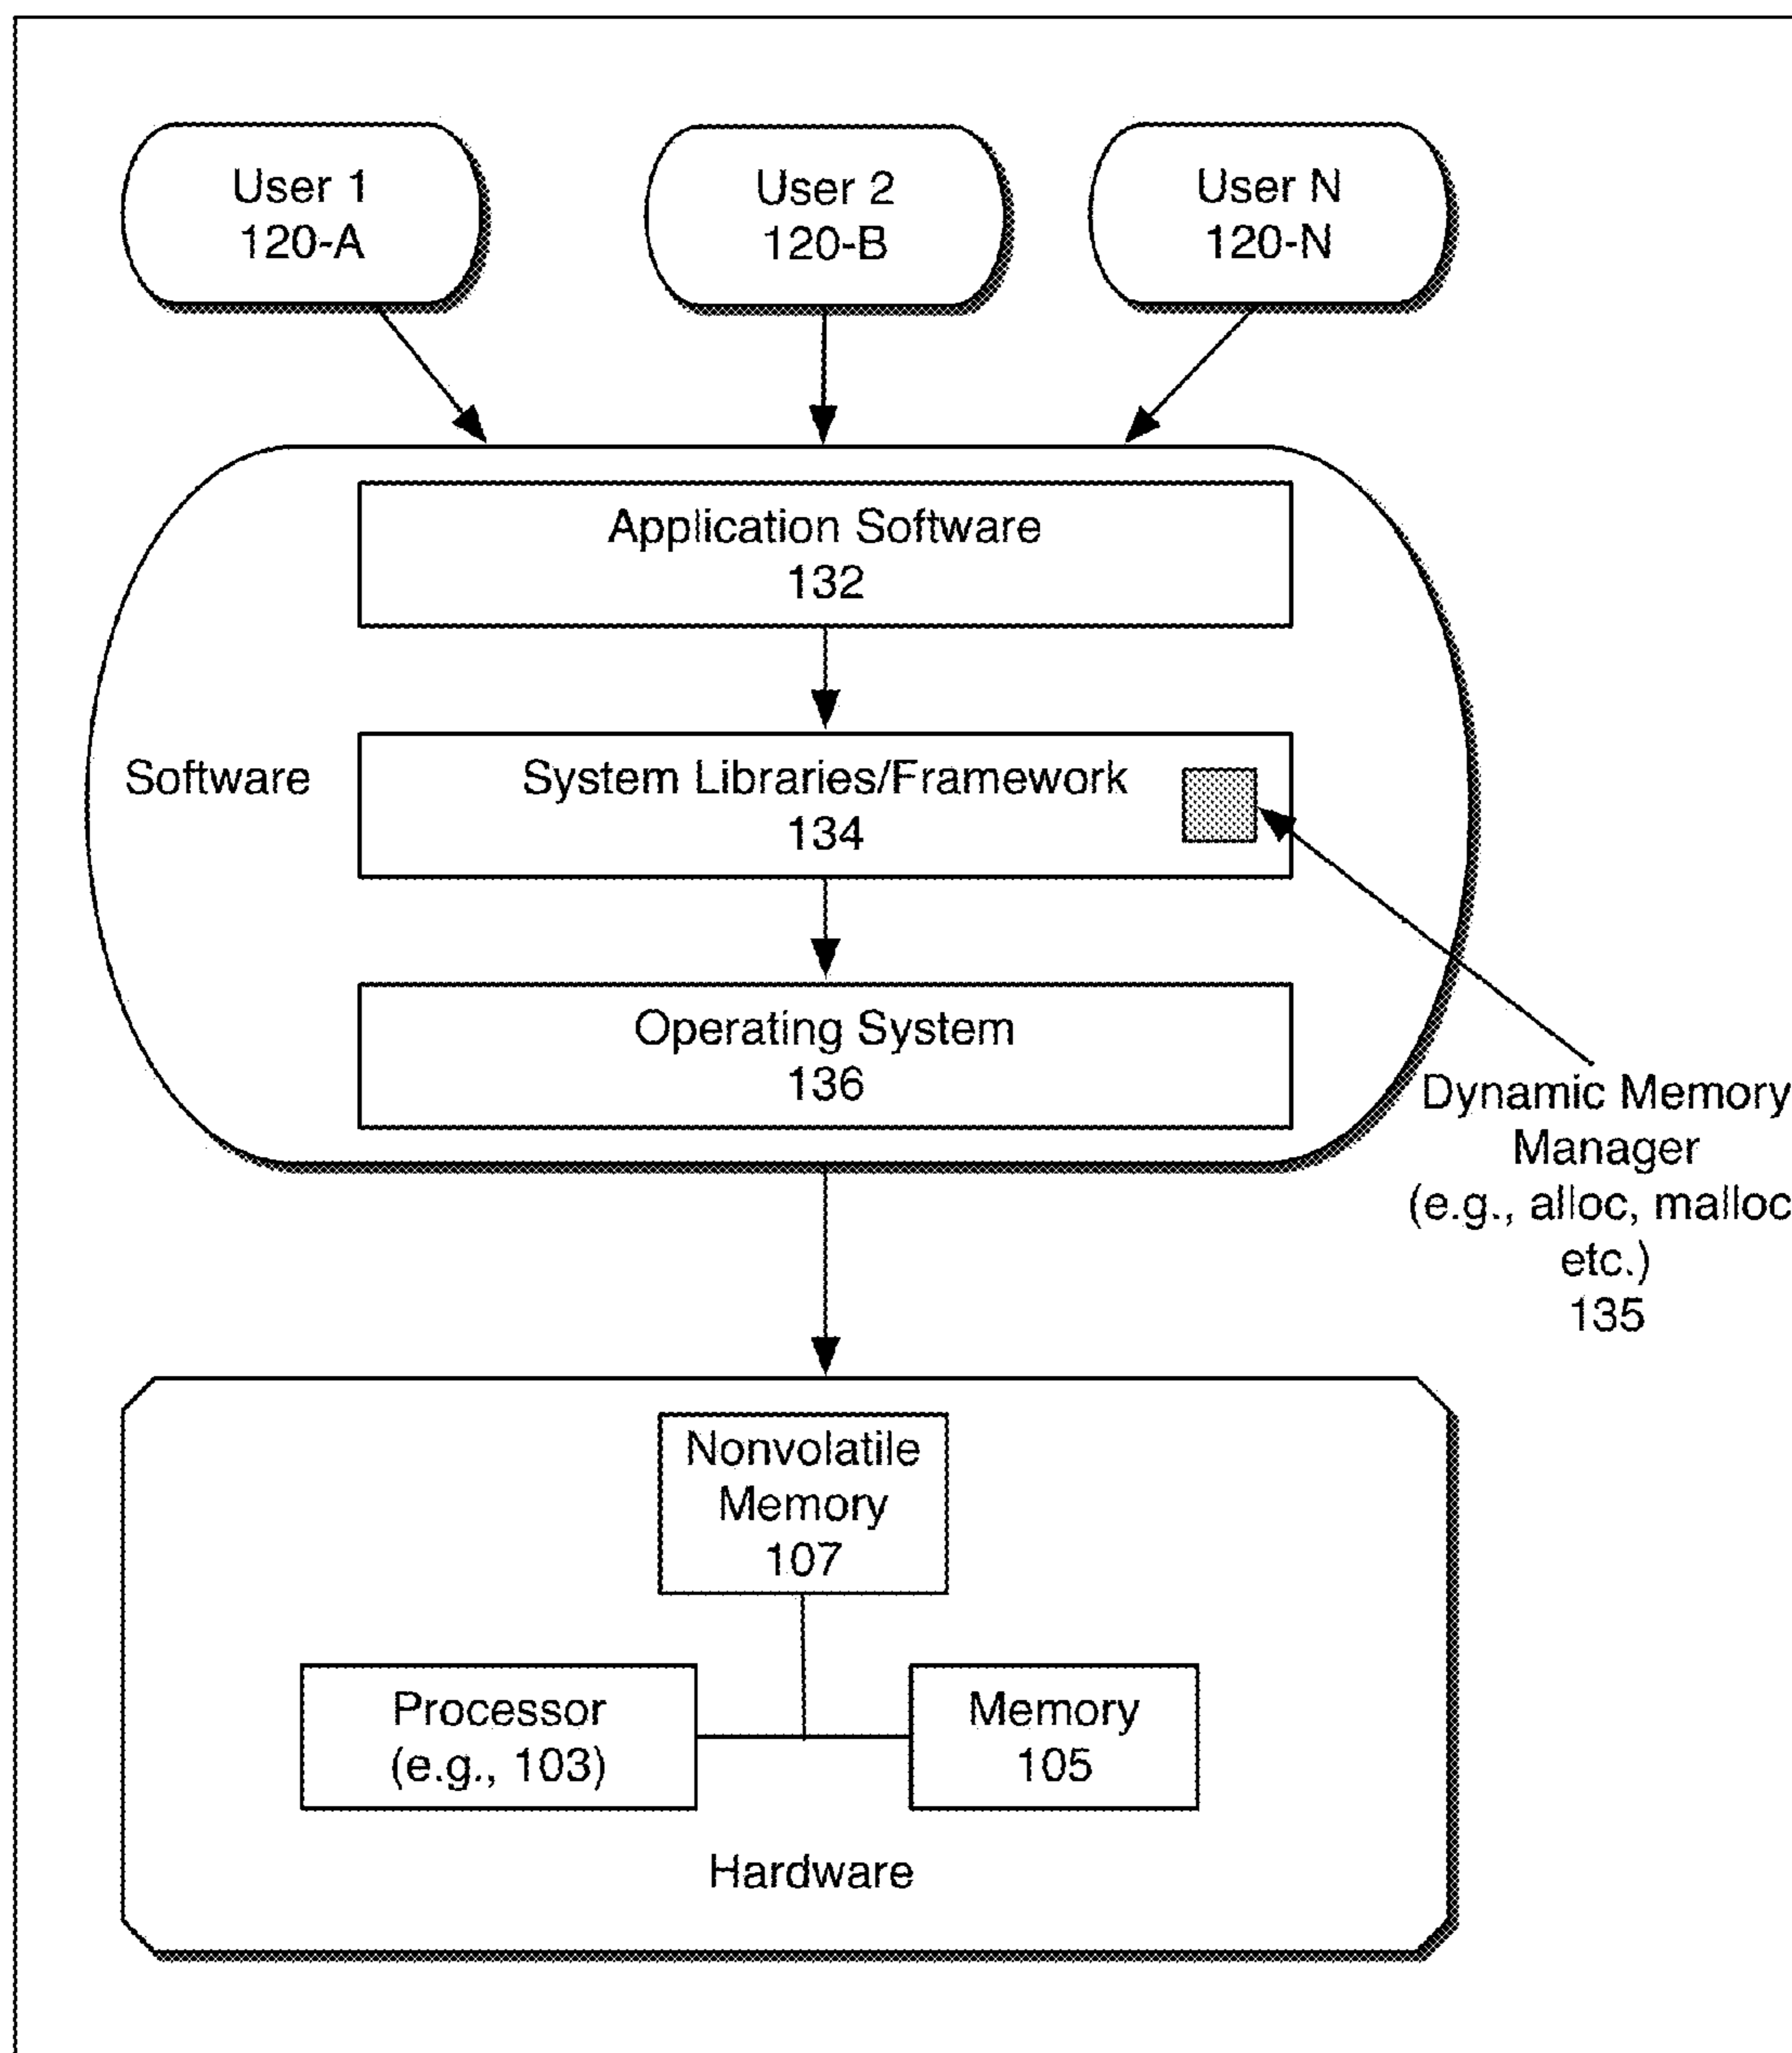 User 1
120-A
User 2
120-B
User N
120-N
Application Software
132
Software
System Libraries/Framework
134
Operating System
136
Dynamic Memory
Manager
(e.g., alloc, malloc
etc.)
135
Nonvolatile
Memory
107
Processor
(e.g., 103)
Memory
105
Hardware